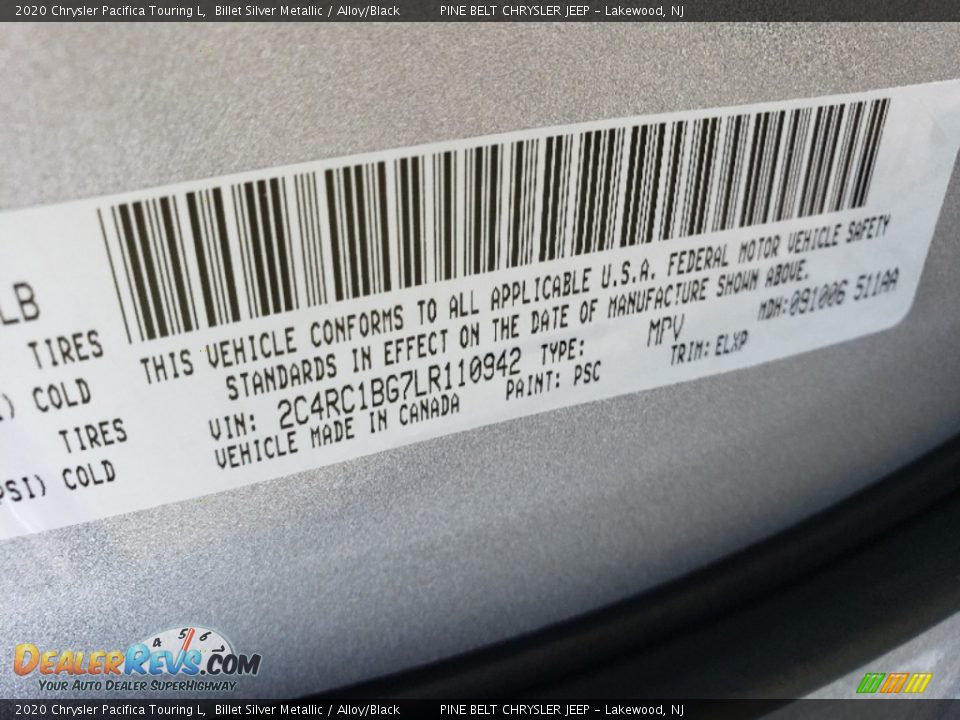 2020 Chrysler Pacifica Touring L, Billet Silver Metallic / Alloy/Black PINE BELT CHRYSLER JEEP - Lakewood, NJ
LB
TIRES
) COLD
TIRES
PSI) COLD
THIS VEHICLE CONFORMS TO ALL APPLICABLE U.S.A. FEDERAL MOTOR VEHICLE SAFETY
STANDARDS IN EFFECT ON THE DATE OF MANUFACTURE SHOWN ABOVE.
VIN: 2C4RC1BG7LR110942 TYPE: MPV MDH:091006 511AA
VEHICLE MADE IN CANADA PAINT: PSC TRIM: ELXP
4 5 6
DEALERREVS.COM
YOUR AUTO DEALER SUPERHIGHWAY
2020 Chrysler Pacifica Touring L, Billet Silver Metallic / Alloy/Black PINE BELT CHRYSLER JEEP - Lakewood, NJ